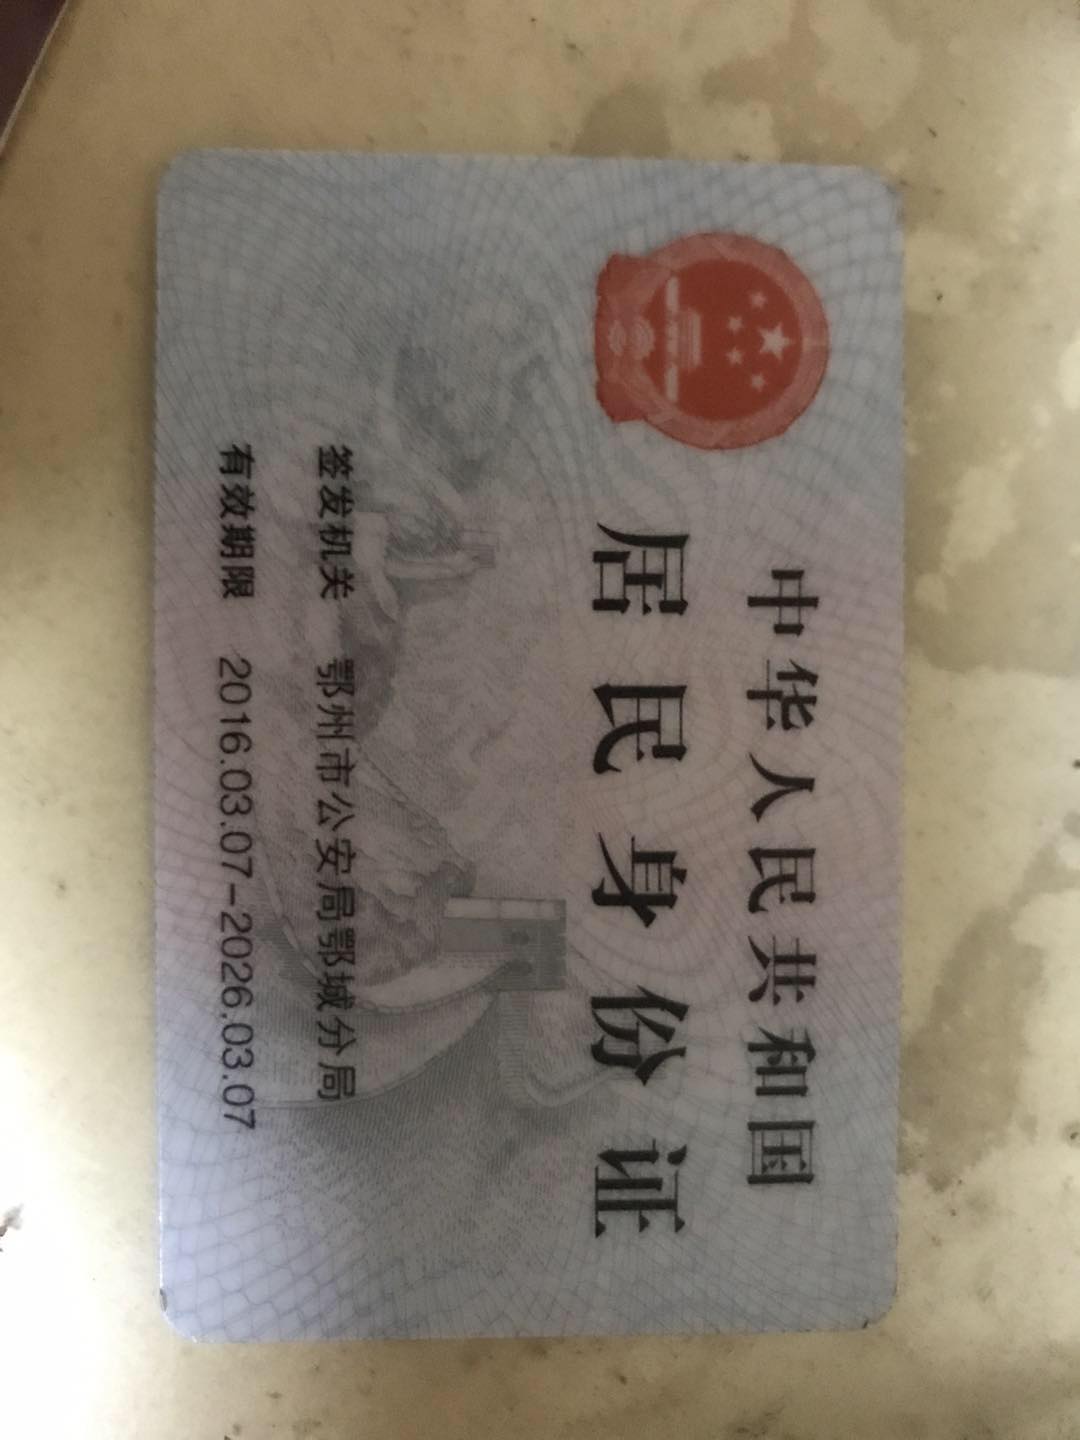 中华人民共和国
居民身份证
签发机关 鄂州市公安局鄂城分局
有效期限 2016.03.07-2026.03.07